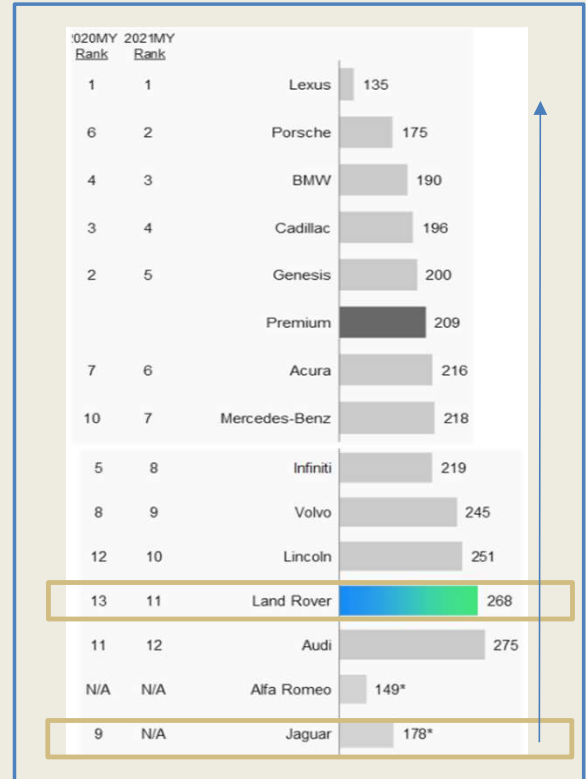 2020MY 2021MY
Rank Rank
1 1 Lexus 135
6 2 Porsche 175
4 3 BMW 190
3 4 Cadillac 196
2 5 Genesis 200
Premium 209
7 6 Acura 216
10 7 Mercedes-Benz 218
5 8 Infiniti 219
8 9 Volvo 245
12 10 Lincoln 251
13 11 Land Rover 268
11 12 Audi 275
N/A N/A Alfa Romeo 149*
9 N/A Jaguar 178*